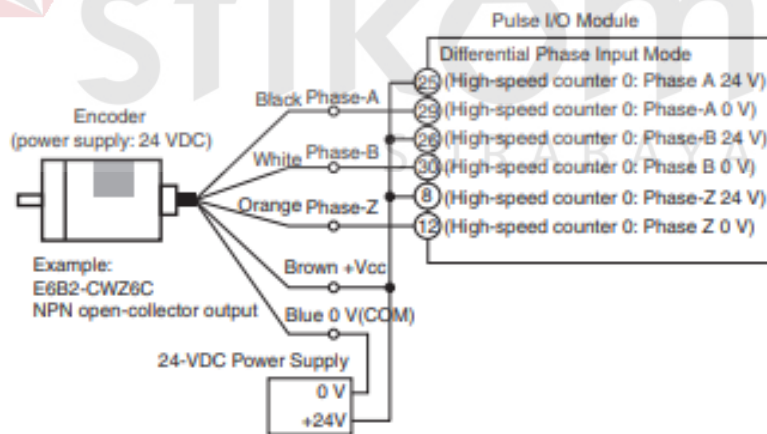 STIKOM
SURABAYA
Pulse I/O Module
Differential Phase Input Mode
25 (High-speed counter 0: Phase A 24 V)
Black Phase-A
29 (High-speed counter 0: Phase-A 0 V)
Encoder
(power supply: 24 VDC)
26 (High-speed counter 0: Phase-B 24 V)
White Phase-B
30 (High-speed counter 0: Phase B 0 V)
8 (High-speed counter 0: Phase-Z 24 V)
Orange Phase-Z
12 (High-speed counter 0: Phase Z 0 V)
Example:
E6B2-CWZ6C
NPN open-collector output
Brown +Vcc
Blue 0 V(COM)
24-VDC Power Supply
0 V
+24V